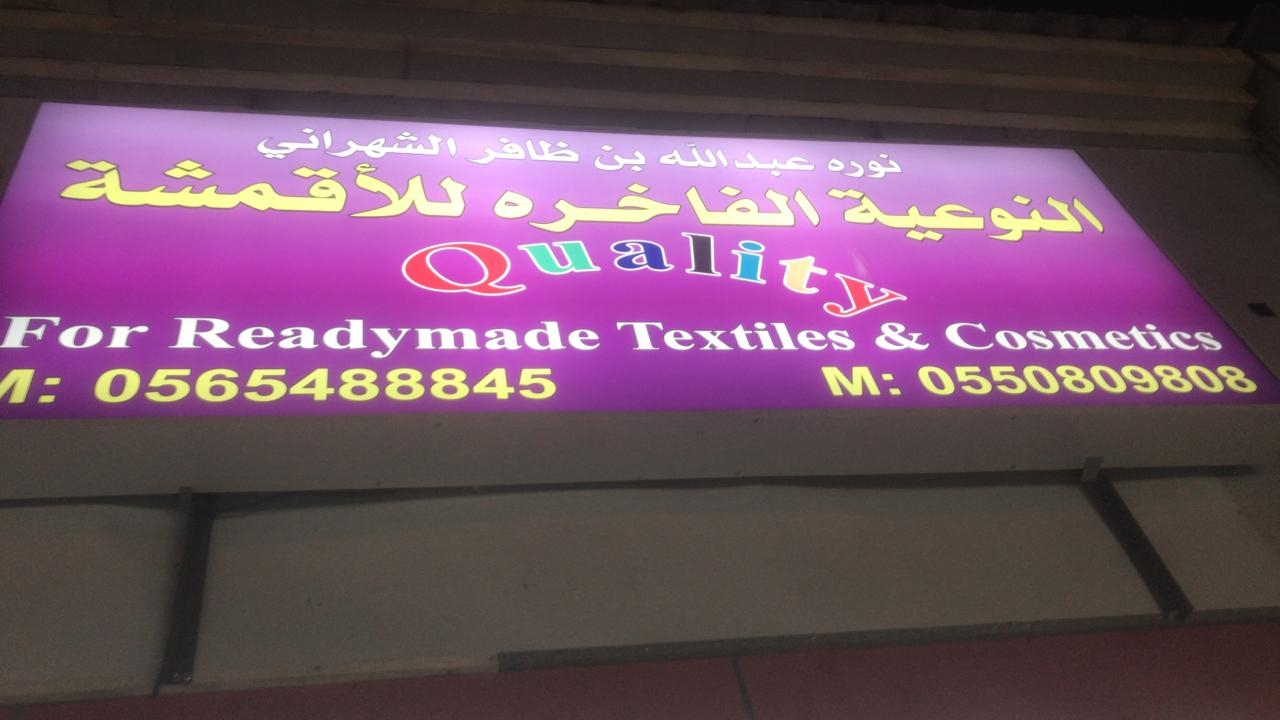 نوره عبدالله بن ظافر الشهراني
النوعية الفاخره للأقمشة
Quality
For Readymade Textiles & Cosmetics
M: 0565488845
M: 0550809808